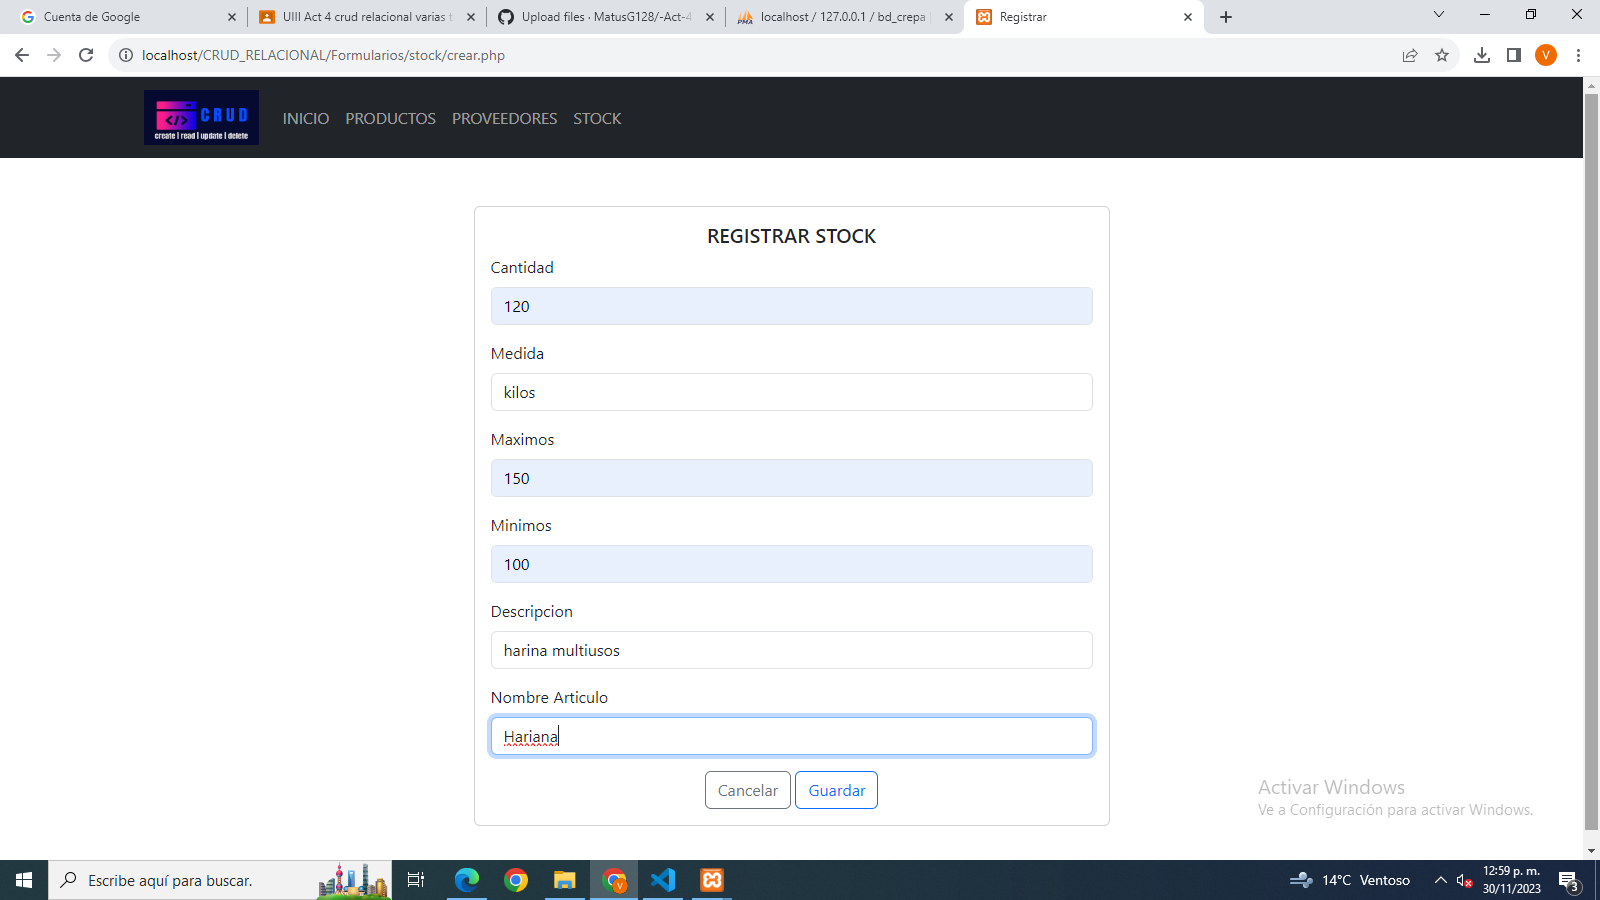 Cuenta de Google
UIII Act 4 crud relacional varias t
Upload files · MatusG128/-Act-4
localhost / 127.0.0.1 / bd_crepa
Registrar
localhost/CRUD_RELACIONAL/Formularios/stock/crear.php
V
CRUD
create | read | update | delete
INICIO PRODUCTOS PROVEEDORES STOCK
REGISTRAR STOCK
Cantidad
120
Medida
kilos
Maximos
150
Minimos
100
Descripcion
harina multiusos
Nombre Articulo
Hariana
Cancelar Guardar
Activar Windows
Ve a Configuración para activar Windows.
Escribe aquí para buscar.
V
14°C Ventoso
12:59 p. m.
30/11/2023
3